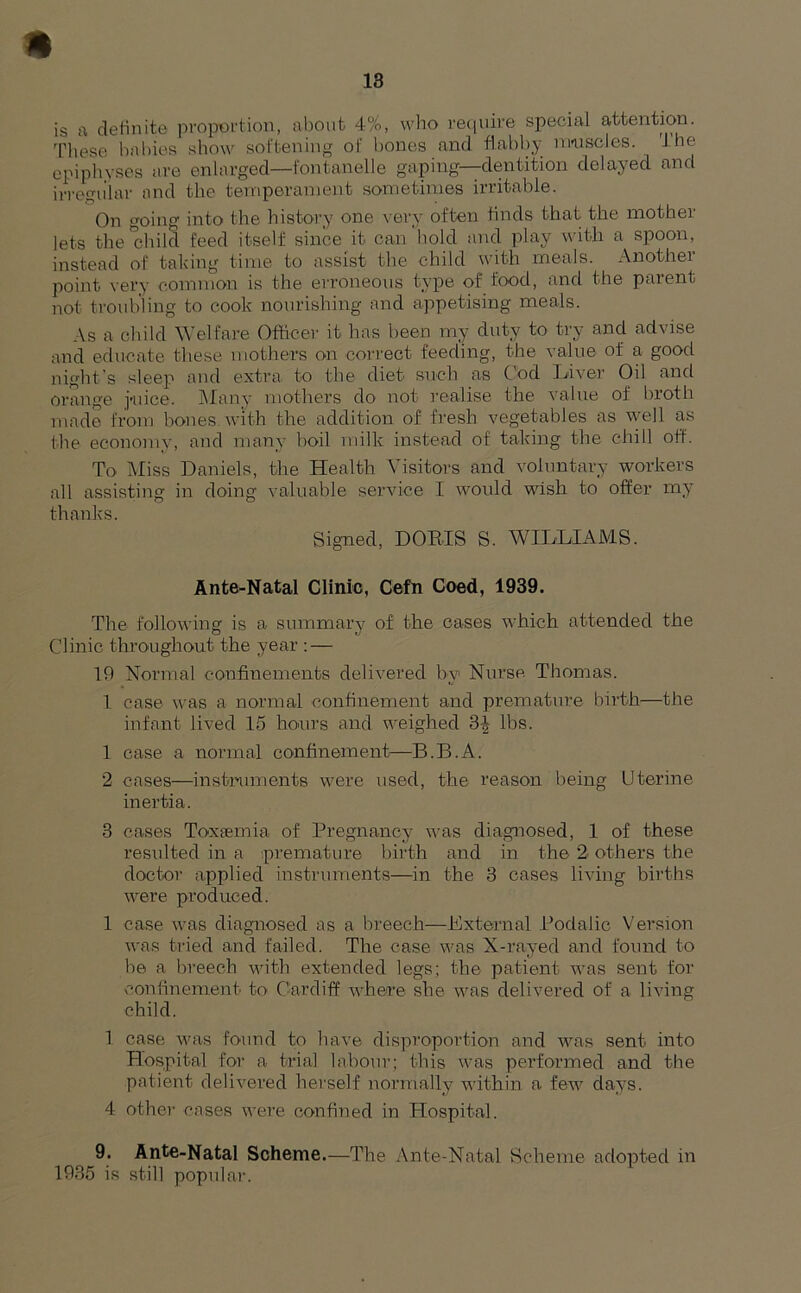 13
is a definite proportion, about 4%, who require special attention.
These babies show softening of bones and flabby muscles. The
epiphyses are enlarged—fontanelle gaping—dentition delayed and
irregular and the temperament sometimes irritable.
On going into the history one very often finds that the mother
lets the child feed itself since it can hold and play with a spoon,
instead of taking time to assist the child with meals. Another
point very common is the erroneous type of food, and the parent
not troubling to cook nourishing and appetising meals.
As a child Welfare Officer it has been my duty to try and advise
and educate these mothers on correct feeding, the value of a good
night's sleep and extra to the diet such as Cod Liver Oil and
orange juice. Many mothers do not realise the value of broth
made from bones with the addition of fresh vegetables as well as
the economy, and many boil milk instead of taking the chill off.
To Miss Daniels, the Health Visitors and voluntary workers
all assisting in doing valuable service I would wish to offer my
thanks.
Signed, DORIS S. WILLIAMS.
Ante-Natal Clinic, Cefn Coed, 1939.
The following is a summary of the cases which attended the
Clinic throughout the year :—
19 Normal confinements delivered by Nurse Thomas.
1 case was a normal confinement and premature birth—the
infant lived 15 hours and weighed 3½ lbs.
1 case a normal confinement—B.B.A.
2 cases—instruments were used, the reason being Uterine
inertia.
3 cases Toxæmia of Pregnancy was diagnosed, 1 of these
resulted in a premature birth and in the 2 others the
doctor applied instruments—in the 3 cases living births
were produced.
1 case was diagnosed as a breech—External Podalic Version
was tried and failed. The case was X-rayed and found to
be a breech with extended legs; the patient was sent for
confinement to Cardiff where she was delivered of a living
child.
1 case was found to have disproportion and was sent into
Hospital for a trial labour; this was performed and the
patient delivered herself normally within a few days.
4 other cases were confined in Hospital.
9. Ante-Natal Scheme.—The Ante-Natal Scheme adopted in
1935 is still popular.